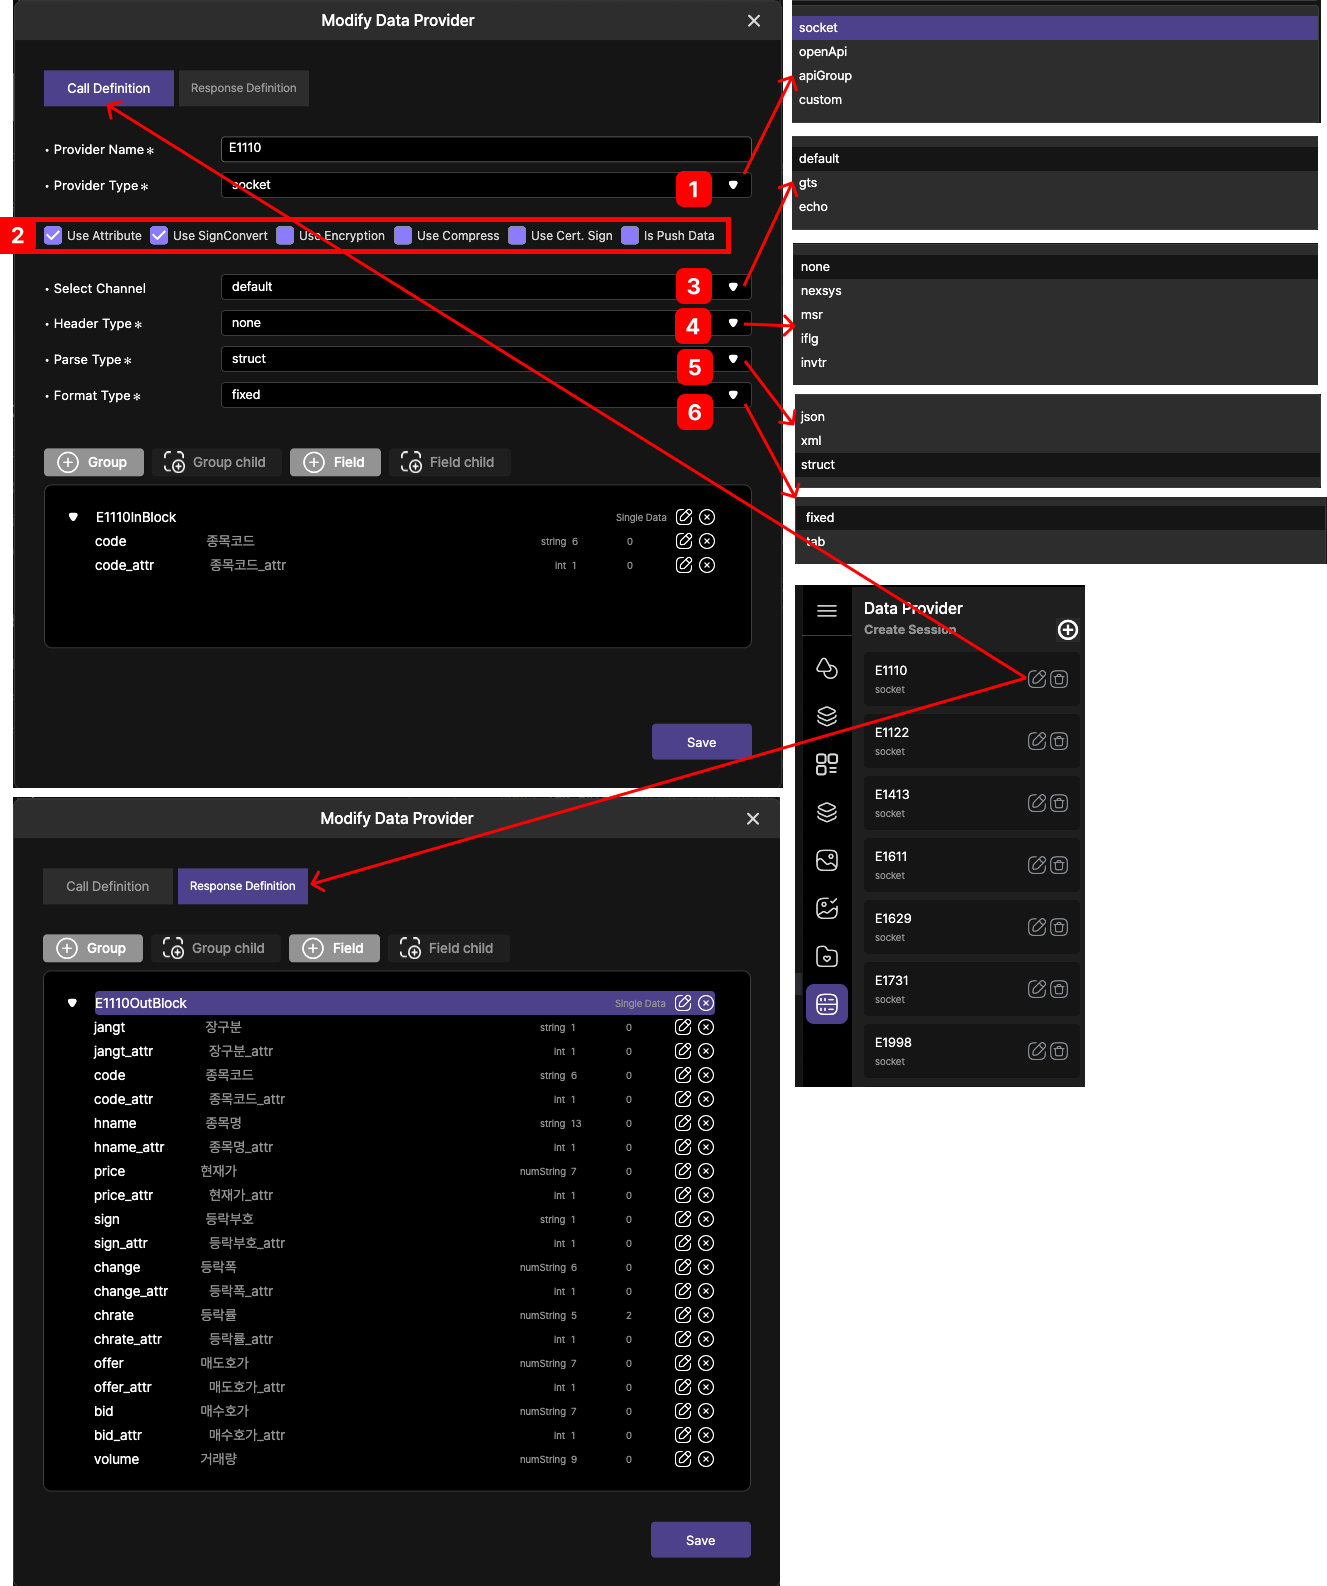 Modify Data Provider
Call Definition
Response Definition
• Provider Name *
E1110
• Provider Type *
socket
1
2
Use Attribute
Use SignConvert
Use Encryption
Use Compress
Use Cert. Sign
Is Push Data
• Select Channel
default
3
• Header Type *
none
4
• Parse Type *
struct
5
• Format Type *
fixed
6
Group
Group child
Field
Field child
E1110InBlock Single Data
code 종목코드 string 6 0
code_attr 종목코드_attr int 1 0
Save
socket
openApi
apiGroup
custom
default
gts
echo
none
nexsys
msr
iflg
invtr
json
xml
struct
fixed
tab
Data Provider
Create Session
E1110
socket
E1122
socket
E1413
socket
E1611
socket
E1629
socket
E1731
socket
E1998
socket
Modify Data Provider
Call Definition
Response Definition
Group
Group child
Field
Field child
E1110OutBlock Single Data
jangt 장구분 string 1 0
jangt_attr 장구분_attr int 1 0
code 종목코드 string 6 0
code_attr 종목코드_attr int 1 0
hname 종목명 string 13 0
hname_attr 종목명_attr int 1 0
price 현재가 numString 7 0
price_attr 현재가_attr int 1 0
sign 등락부호 string 1 0
sign_attr 등락부호_attr int 1 0
change 등락폭 numString 6 0
change_attr 등락폭_attr int 1 0
chrate 등락률 numString 5 2
chrate_attr 등락률_attr int 1 0
offer 매도호가 numString 7 0
offer_attr 매도호가_attr int 1 0
bid 매수호가 numString 7 0
bid_attr 매수호가_attr int 1 0
volume 거래량 numString 9 0
Save